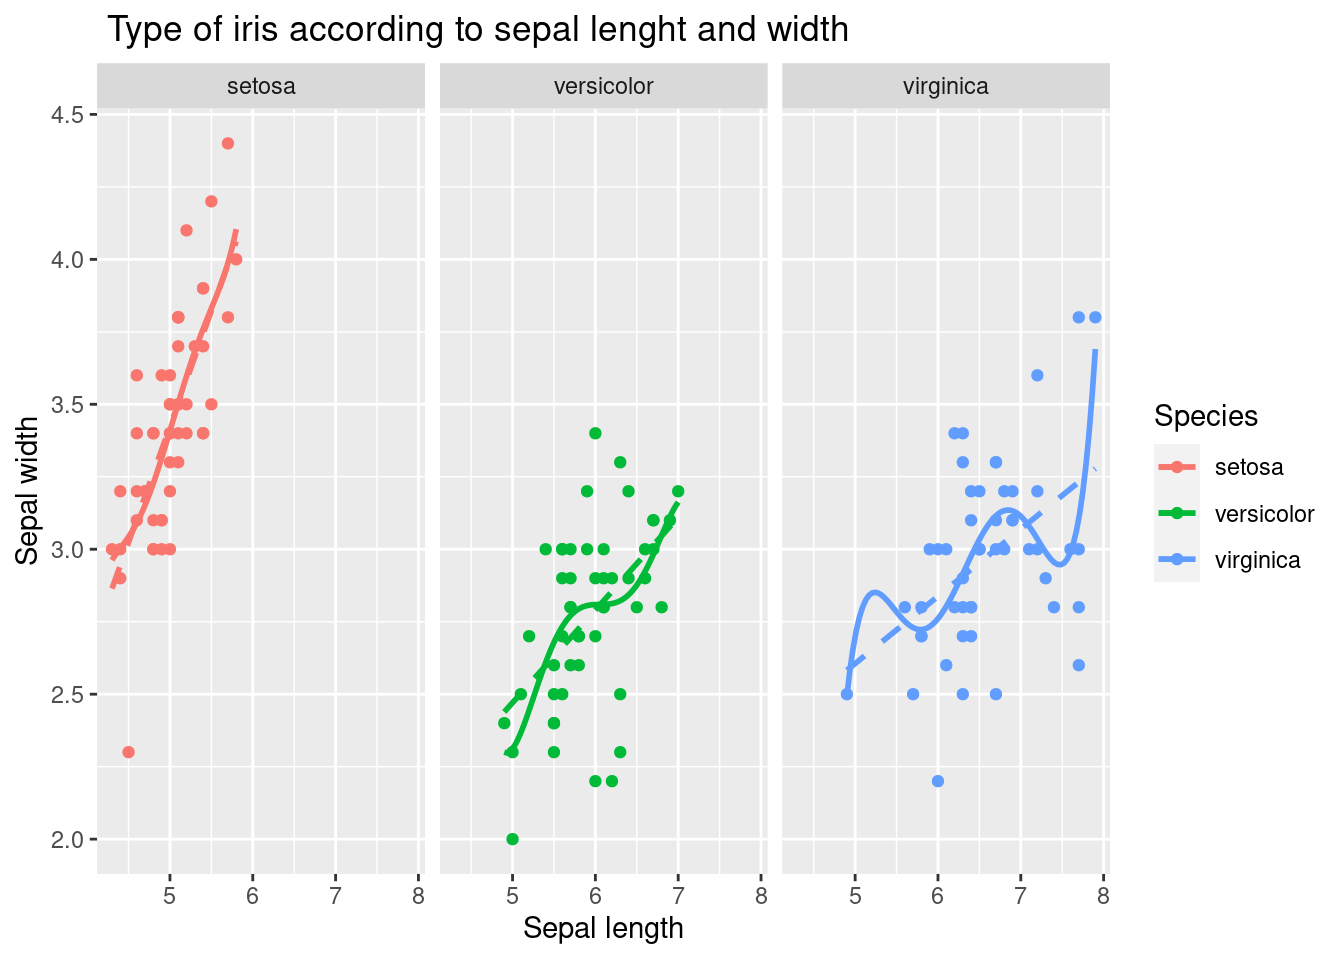 Type of iris according to sepal lenght and width
setosa
versicolor
virginica
4.5
4.0
3.5
3.0
2.5
2.0
Sepal width
5 6 7 8
5 6 7 8
5 6 7 8
Sepal length
Species
setosa
versicolor
virginica